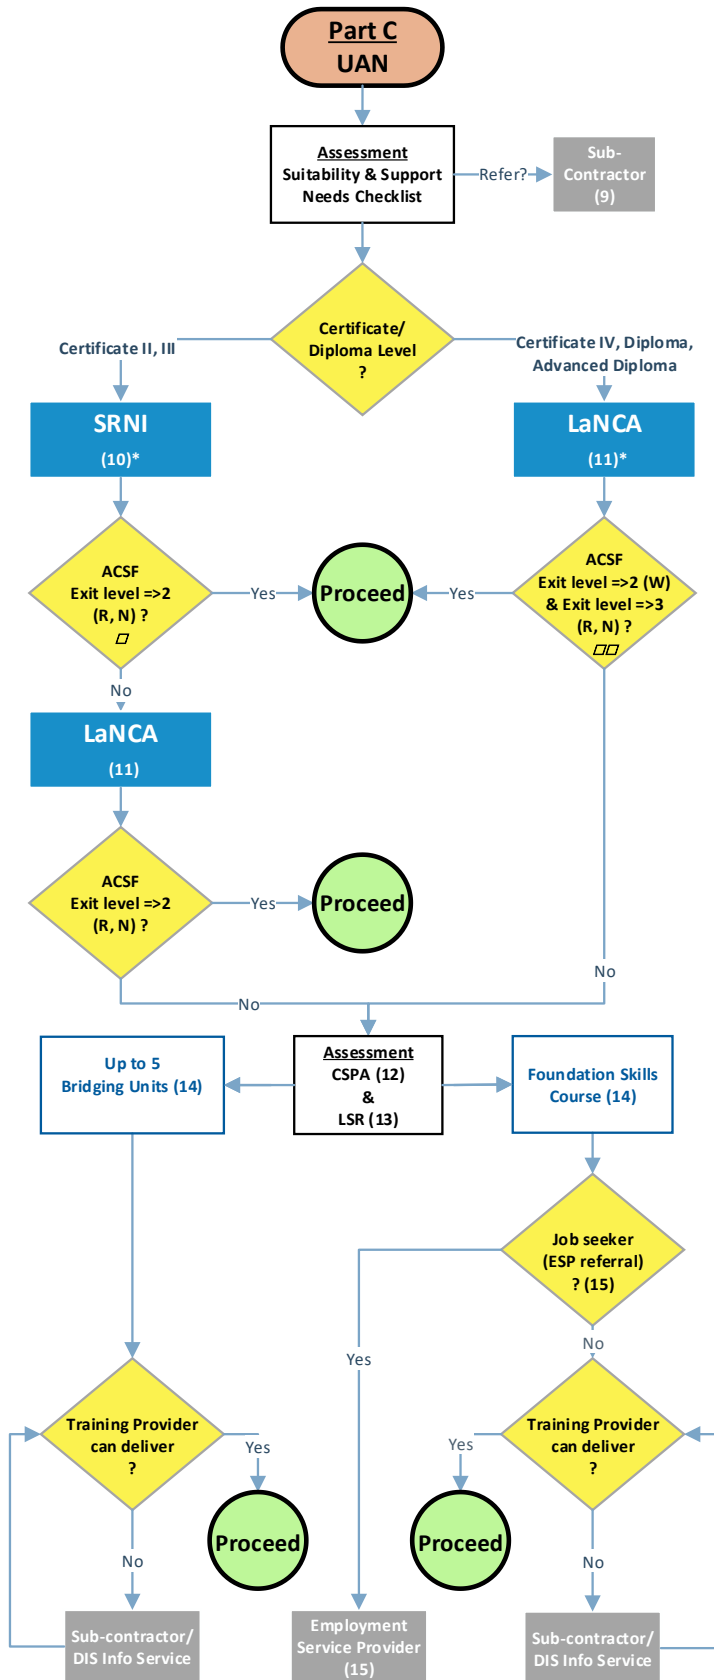 Part C
UAN
Assessment
Suitability & Support
Needs Checklist
Refer?
Sub-
Contractor
(9)
Certificate/
Diploma Level
?
Certificate II, III
Certificate IV, Diploma,
Advanced Diploma
SRNI
(10)*
LaNCA
(11)*
ACSF
Exit level =>2
(R, N) ?
Yes
Proceed
Yes
ACSF
Exit level =>2 (W)
& Exit level =>3
(R, N) ?
No
LaNCA
(11)
ACSF
Exit level =>2
(R, N) ?
Yes
Proceed
No
No
Up to 5
Bridging Units (14)
Assessment
CSPA (12)
&
LSR (13)
Foundation Skills
Course (14)
Job seeker
(ESP referral)
? (15)
Yes
No
Training Provider
can deliver
?
Yes
Proceed
Training Provider
can deliver
?
Yes
Proceed
No
No
Sub-contractor/
DIS Info Service
Employment
Service Provider
(15)
Sub-contractor/
DIS Info Service